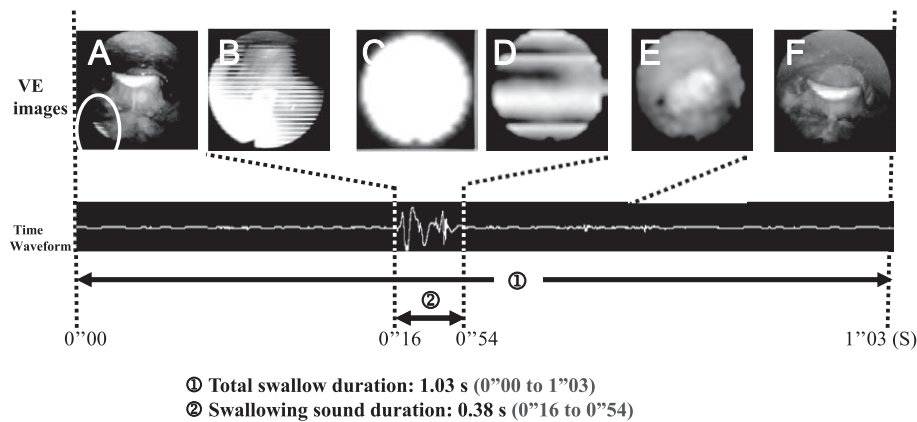 A B C D E F
VE
images
Time
Waveform
①
②
0”00 0”16 0”54 1”03 (S)
① Total swallow duration: 1.03 s (0”00 to 1”03)
② Swallowing sound duration: 0.38 s (0”16 to 0”54)